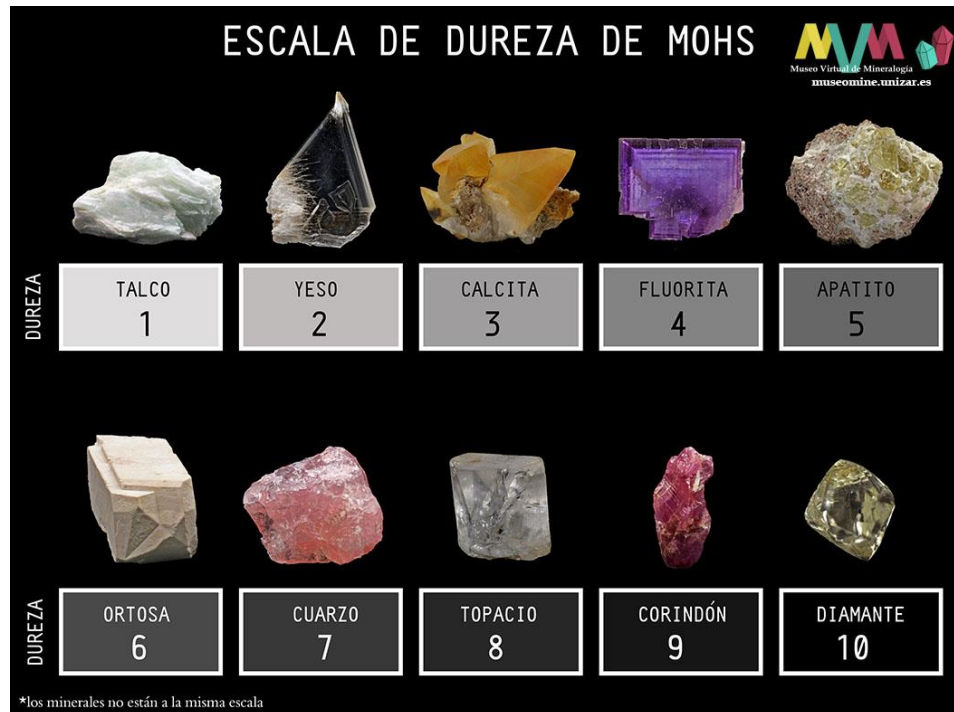 ESCALA DE DUREZA DE MOHS
MVM
Museo Virtual de Mineralogía
museomine.unizar.es
DUREZA
TALCO
1
YESO
2
CALCITA
3
FLUORITA
4
APATITO
5
DUREZA
ORTOSA
6
CUARZO
7
TOPACIO
8
CORINDÓN
9
DIAMANTE
10
*los minerales no están a la misma escala